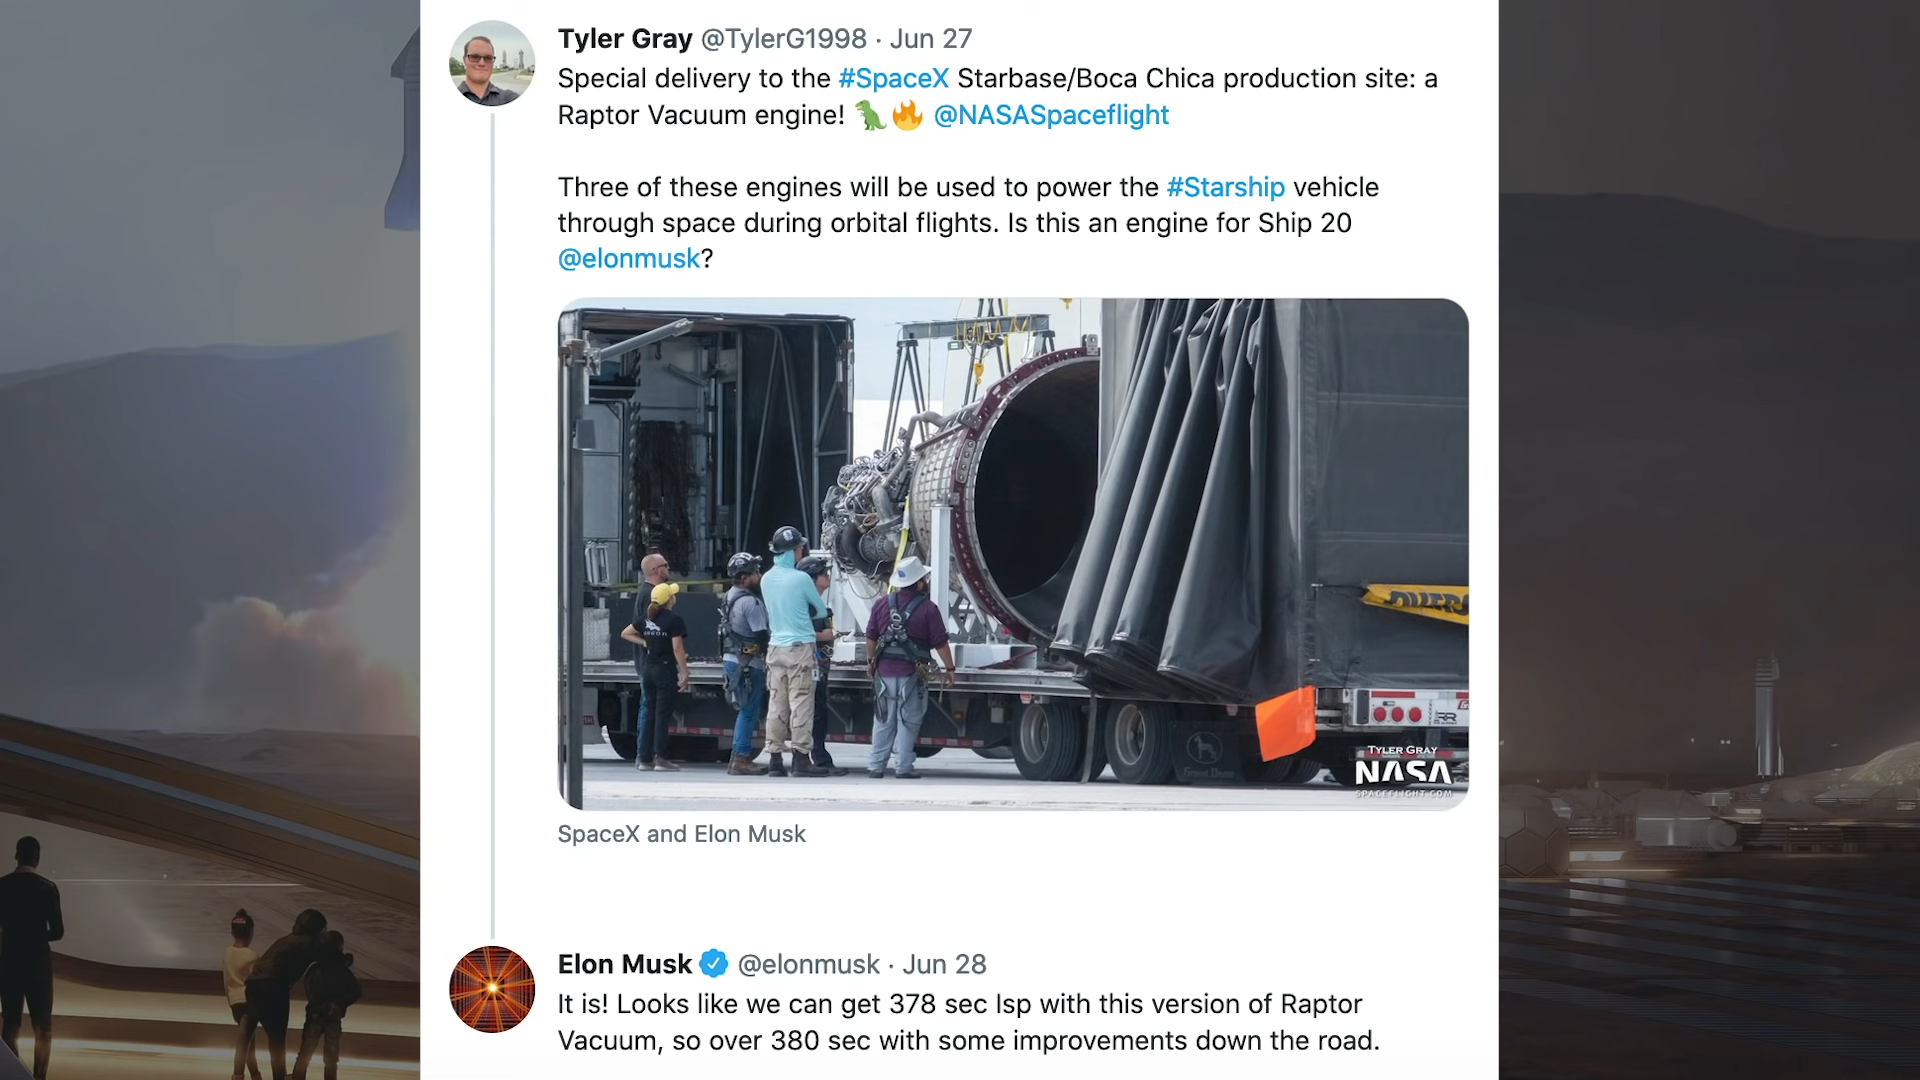 Tyler Gray @TylerG1998 · Jun 27
Special delivery to the #SpaceX Starbase/Boca Chica production site: a
Raptor Vacuum engine! 🦖🔥 @NASASpaceflight
Three of these engines will be used to power the #Starship vehicle
through space during orbital flights. Is this an engine for Ship 20
@elonmusk?
TYLER GRAY
NASA
SPACEFLIGHT.COM
SpaceX and Elon Musk
Elon Musk @elonmusk · Jun 28
It is! Looks like we can get 378 sec Isp with this version of Raptor
Vacuum, so over 380 sec with some improvements down the road.